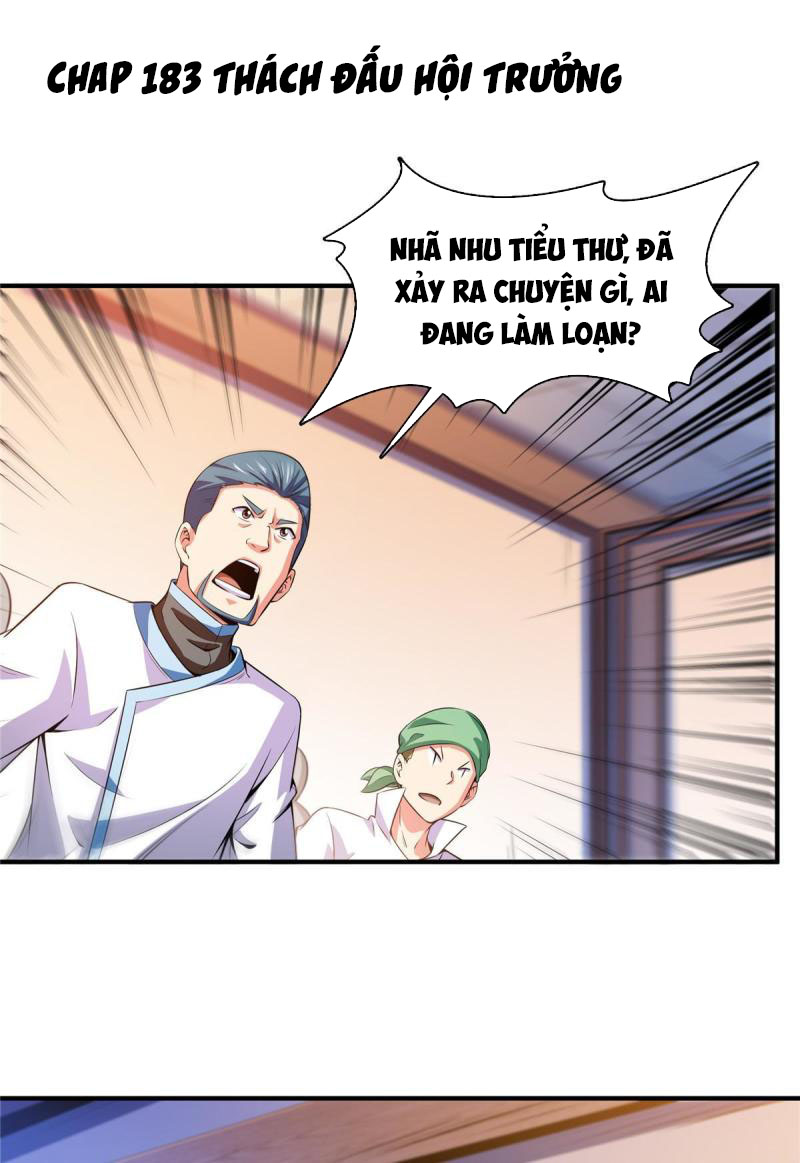 CHAP 183 THÁCH ĐẤU HỘI TRƯỞNG
NHÃ NHU TIỂU THƯ, ĐÃ
XẢY RA CHUYỆN GÌ, AI
ĐANG LÀM LOẠN?